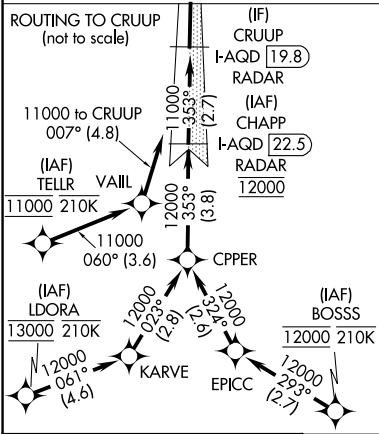 ROUTING TO CRUUP
(not to scale)
(IF)
CRUUP
I-AQD 19.8
RADAR
(IAF)
CHAPP
I-AQD 22.5
RADAR
12000
11000
353°
(2.7)
11000 to CRUUP
007° (4.8)
(IAF)
TELLR
11000 210K
VAIIL
11000
060° (3.6)
12000
353°
(3.8)
CPPER
(IAF)
LDORA
13000 210K
12000
023°
(2.8)
12000
324°
(2.6)
(IAF)
BOSSS
12000 210K
12000
061°
(4.6)
KARVE
EPICC
12000
293°
(2.7)